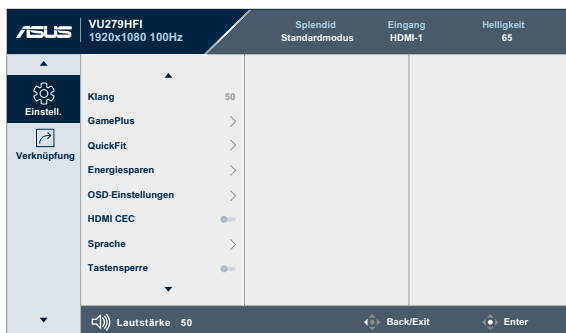 ASUS
VU279HFI
1920x1080 100Hz
Splendid
Standardmodus
Eingang
HDMI-1
Helligkeit
65
Einstell.
Verknüpfung
Klang 50
GamePlus
QuickFit
Energiesparen
OSD-Einstellungen
HDMI CEC
Sprache
Tastensperre
Lautstärke 50
Back/Exit
Enter